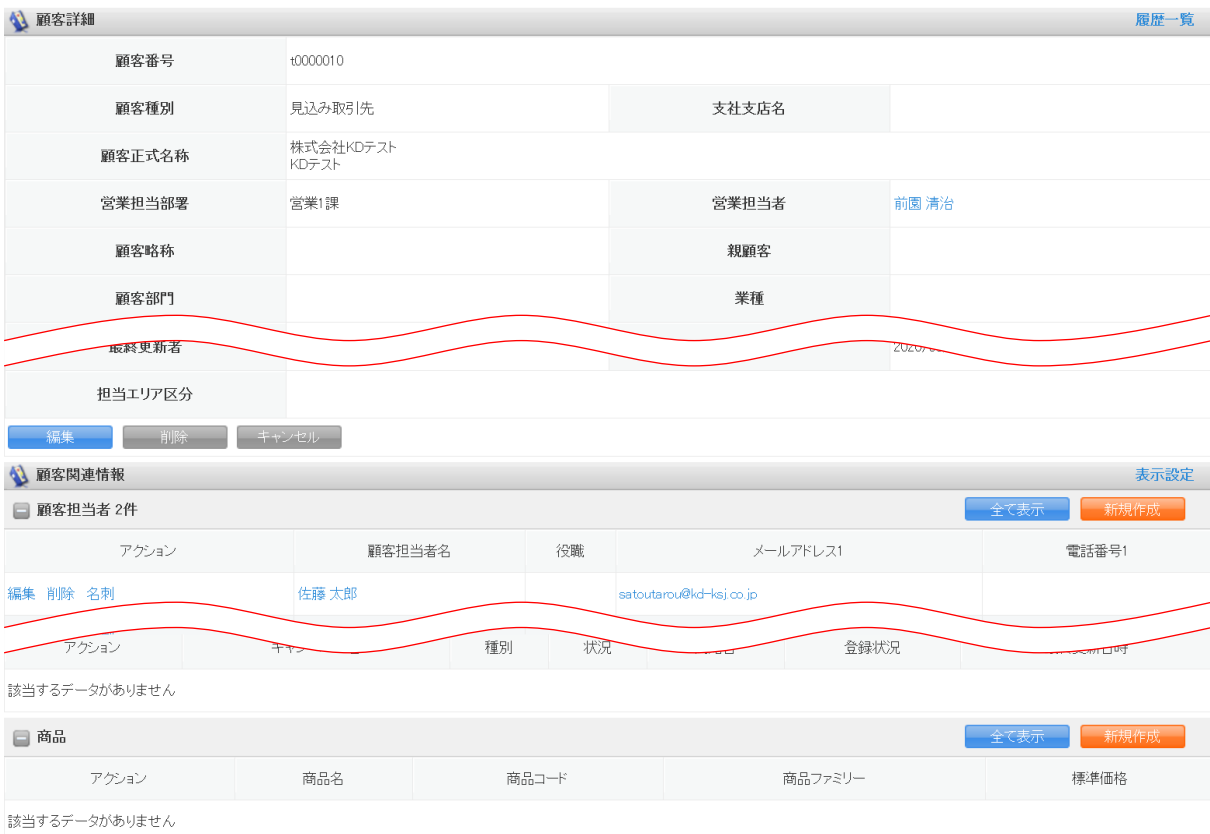 顧客詳細 履歴一覧
顧客番号 t0000010
顧客種別 見込み取引先 支社支店名
顧客正式名称 株式会社KDテスト
KDテスト
営業担当部署 営業1課 営業担当者 前園 清治
顧客略称 親顧客
顧客部門 業種
最終更新者
担当エリア区分
編集 削除 キャンセル
顧客関連情報 表示設定
顧客担当者 2件 全て表示 新規作成
アクション 顧客担当者名 役職 メールアドレス1 電話番号1
編集 削除 名刺 佐藤 太郎 satoutarou@kd-ksj.co.jp
アクション 種別 状況 登録状況
該当するデータがありません
商品 全て表示 新規作成
アクション 商品名 商品コード 商品ファミリー 標準価格
該当するデータがありません